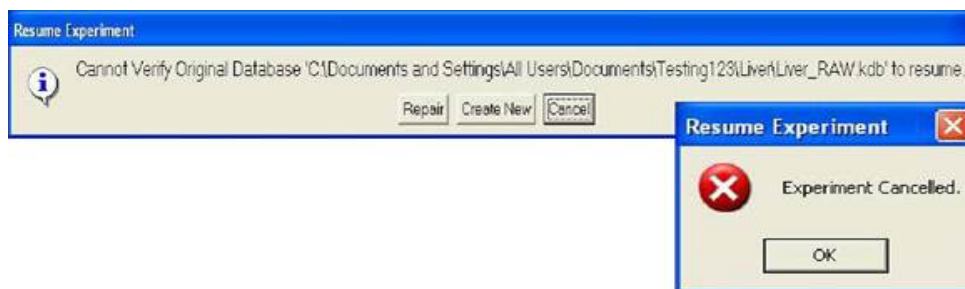 Resume Experiment
Cannot Verify Original Database 'C:\Documents and Settings\All Users\Documents\Testing123\Liver\Liver_RAW.kdb' to resume.
Repair Create New Cancel
Resume Experiment
Experiment Cancelled.
OK